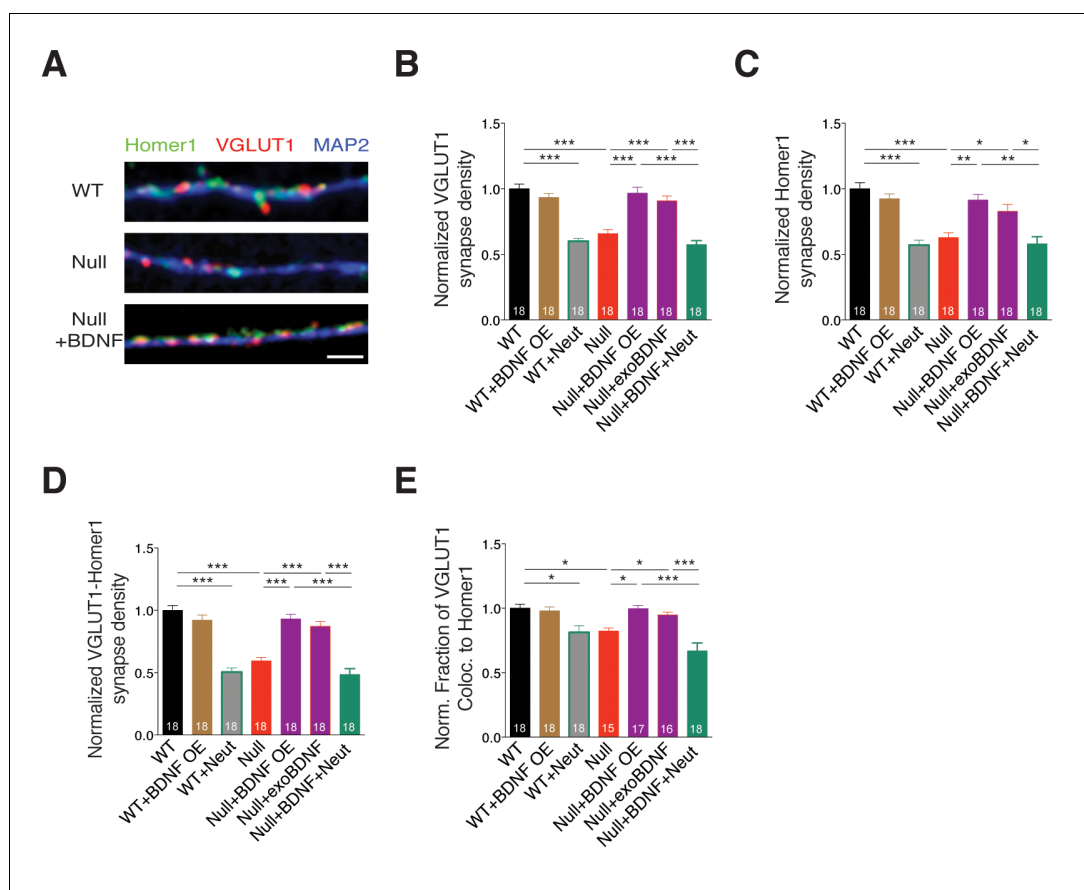 A
Homer1 VGLUT1 MAP2
WT
Null
Null
+BDNF
B
Normalized VGLUT1
synapse density
1.5
1.0
0.5
0.0
*** *** ***
*** *** ***
18 18 18 18 18 18 18
WT
WT+BDNF OE
WT+Neut
Null
Null+BDNF OE
Null+exoBDNF
Null+BDNF+Neut
C
Normalized Homer1
synapse density
1.5
1.0
0.5
0.0
*** * *
*** ** **
18 18 18 18 18 18 18
WT
WT+BDNF OE
WT+Neut
Null
Null+BDNF OE
Null+exoBDNF
Null+BDNF+Neut
D
Normalized VGLUT1-Homer1
synapse density
1.5
1.0
0.5
0.0
*** *** ***
*** *** ***
18 18 18 18 18 18 18
WT
WT+BDNF OE
WT+Neut
Null
Null+BDNF OE
Null+exoBDNF
Null+BDNF+Neut
E
Norm. Fraction of VGLUT1
Coloc. to Homer1
1.5
1.0
0.5
0.0
* * ***
* * ***
18 18 18 15 17 16 18
WT
WT+BDNF OE
WT+Neut
Null
Null+BDNF OE
Null+exoBDNF
Null+BDNF+Neut